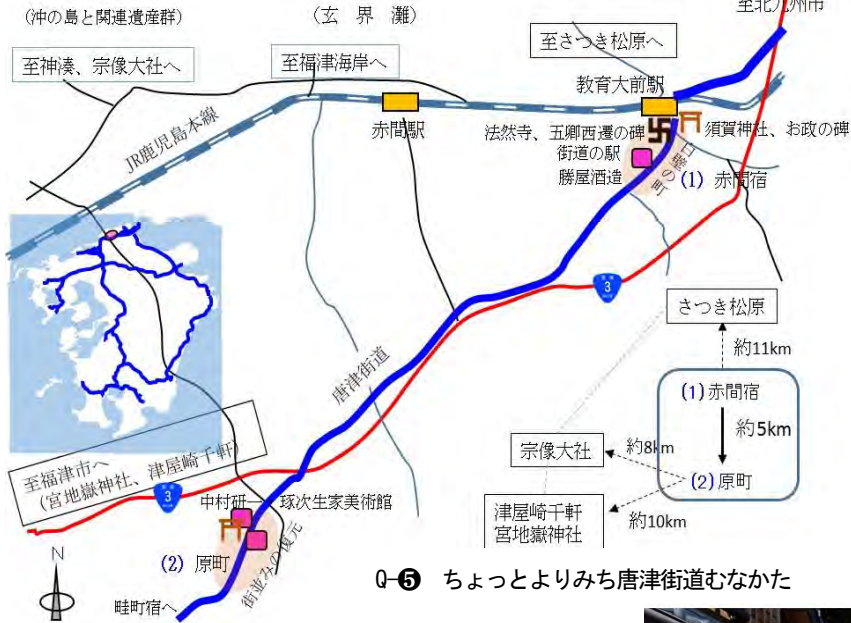 (沖の島と関連遺産群)
(玄 界 灘)
至北九州市
至さつき松原へ
至神湊、宗像大社へ
至福津海岸へ
教育大前駅
赤間駅
JR鹿児島本線
法然寺、五卿西遷の碑
須賀神社、お政の碑
街道の駅
白壁の町
勝屋酒造
(1) 赤間宿
3
さつき松原
約11km
唐津街道
(1)赤間宿
約5km
宗像大社
約8km
(2)原町
至福津市へ
(宮地嶽神社、津屋崎千軒)
3
津屋崎千軒
宮地嶽神社
約10km
中村研一・琢次生家美術館
N
(2) 原町
街並みの復元
畦町宿へ
Q-❺ ちょっとよりみち唐津街道むなかた